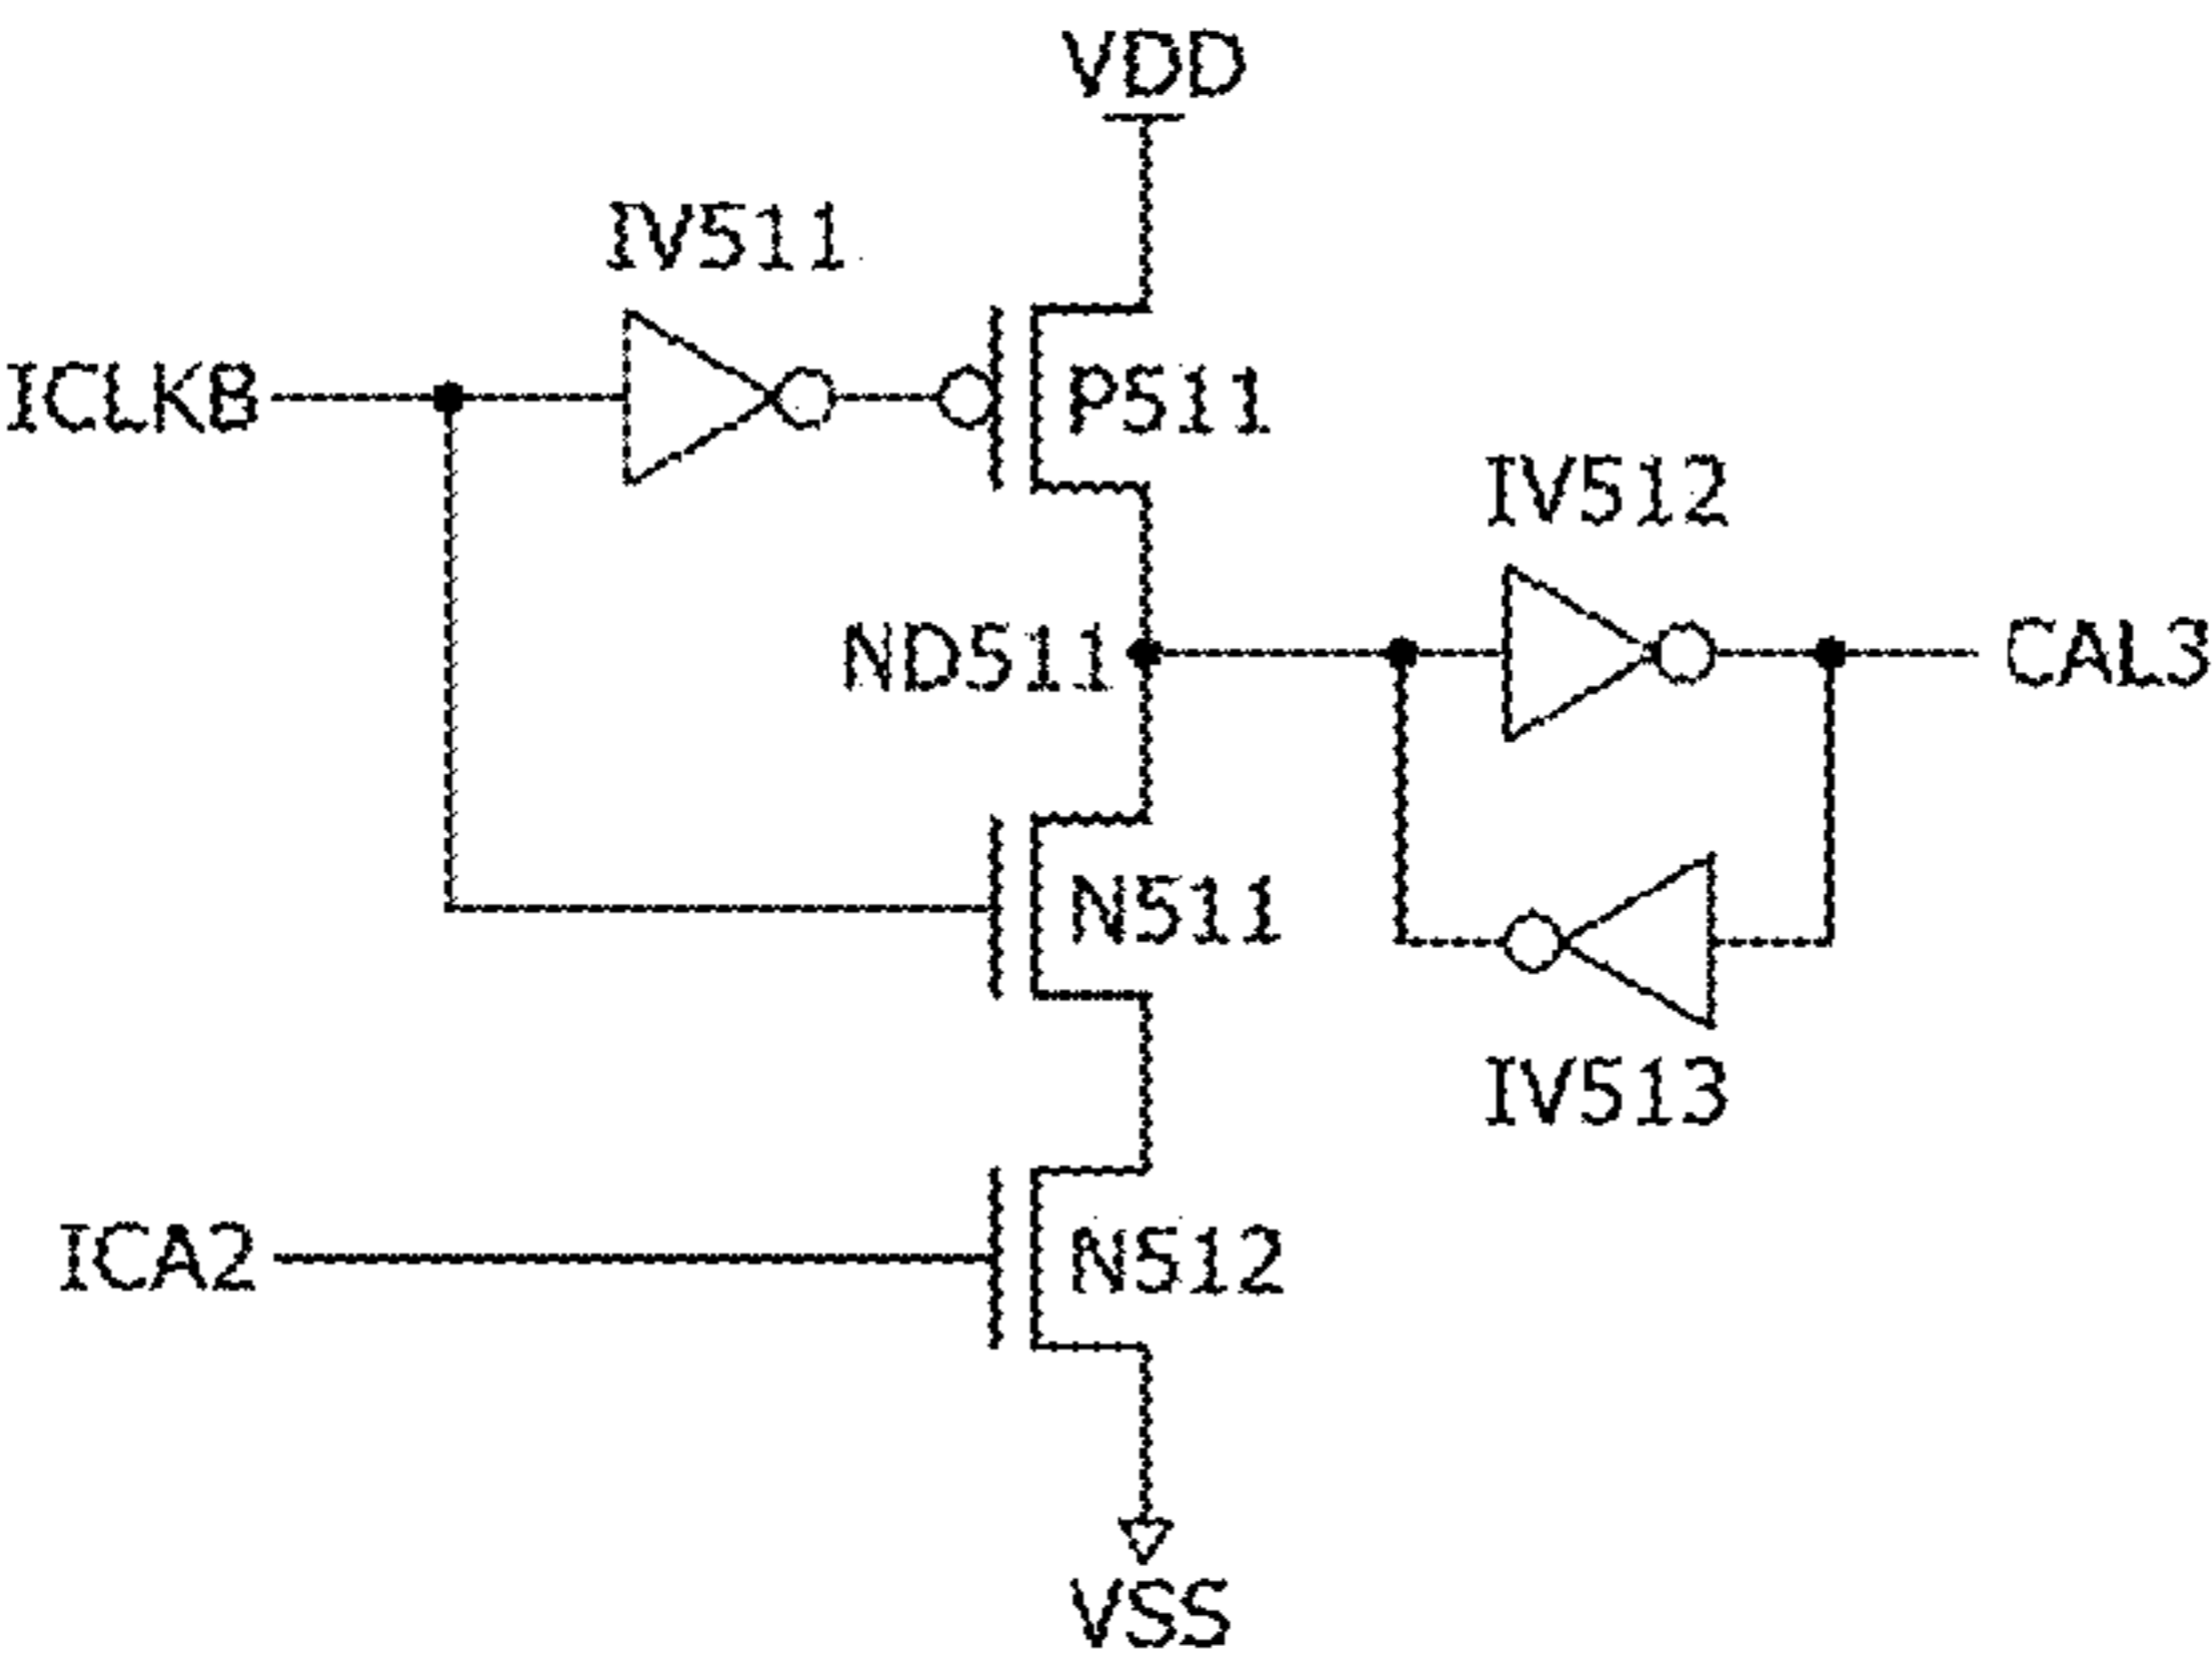 VDD
IV511
ICLKB
P511
IV512
ND511
CAL3
N511
IV513
ICA2
N512
VSS